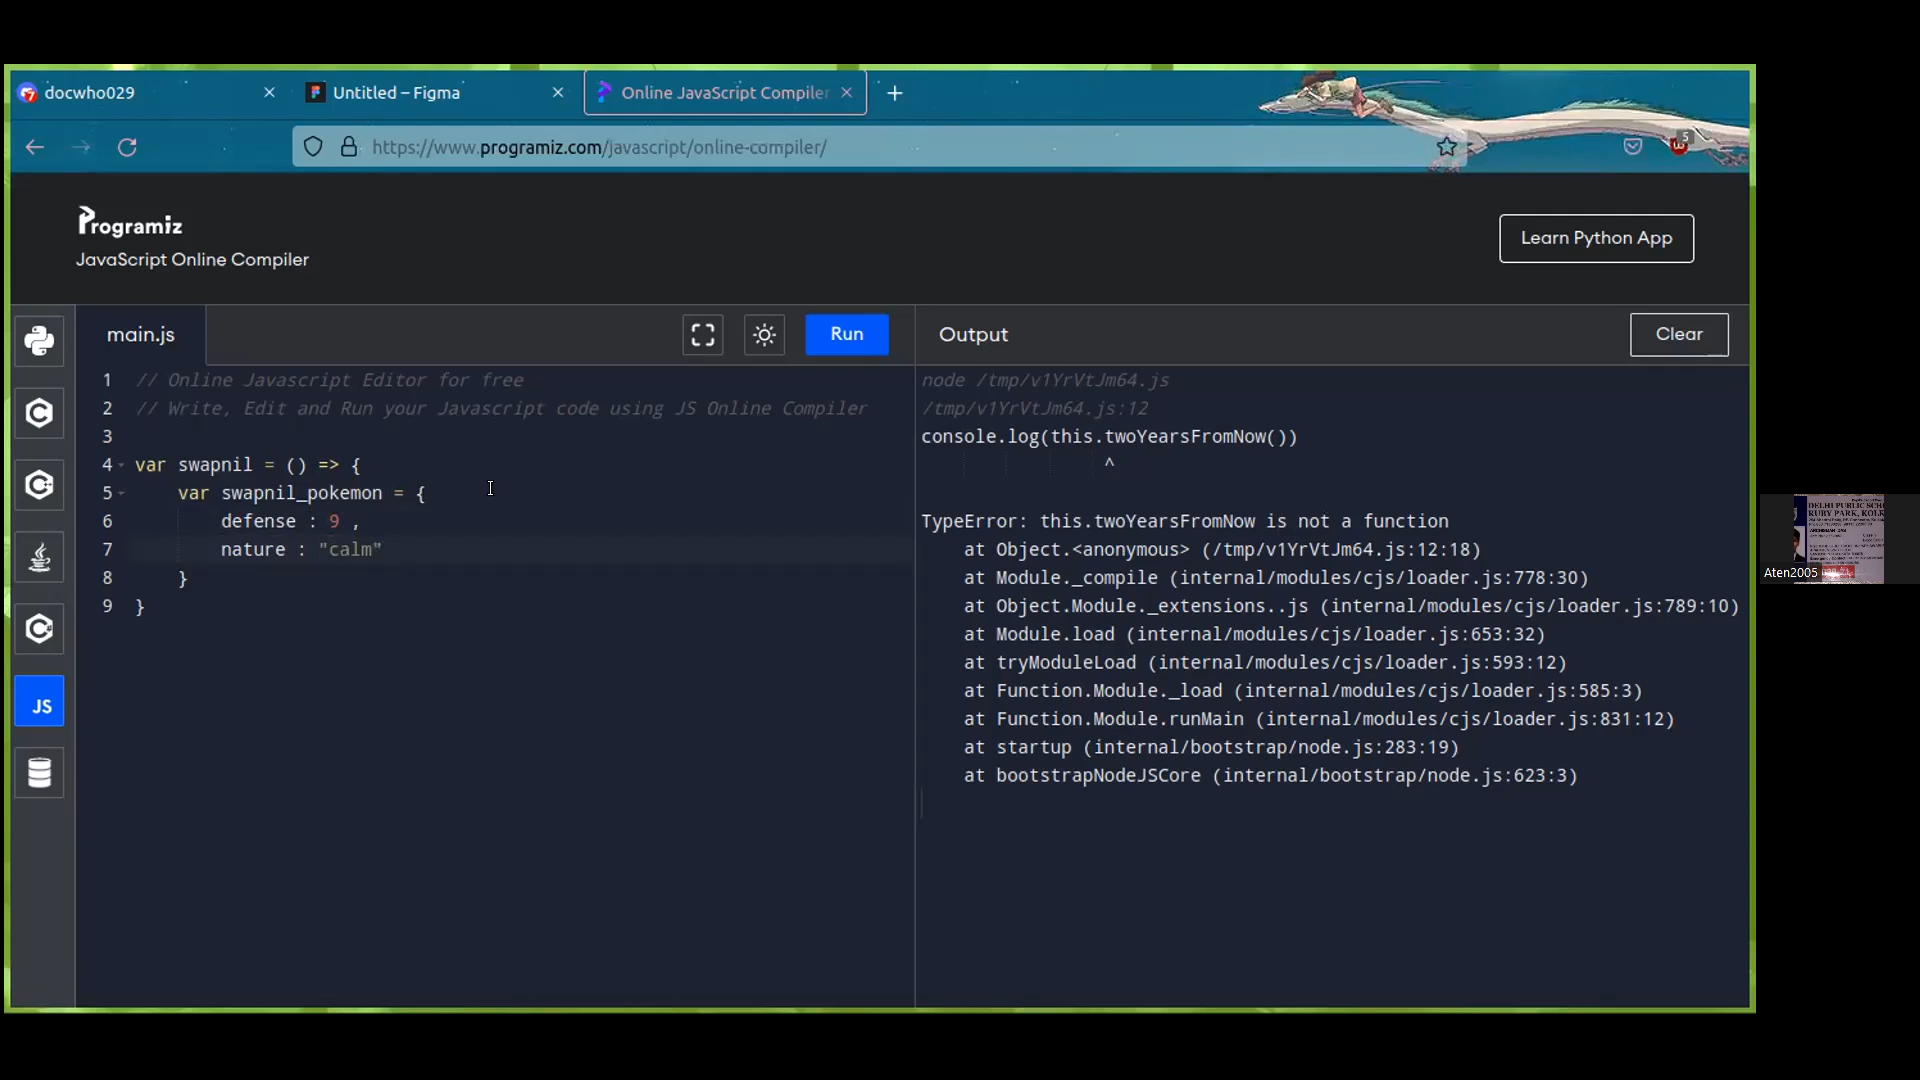 docwho029
Untitled – Figma
Online JavaScript Compiler
https://www.programiz.com/javascript/online-compiler/
5
Programiz
JavaScript Online Compiler
Learn Python App
main.js
Run
Output
Clear
1 // Online Javascript Editor for free
2 // Write, Edit and Run your Javascript code using JS Online Compiler
3
4 var swapnil = () => {
5 var swapnil_pokemon = {
6 defense : 9 ,
7 nature : "calm"
8 }
9 }
JS
node /tmp/v1YrVtJm64.js
/tmp/v1YrVtJm64.js:12
console.log(this.twoYearsFromNow())
^
TypeError: this.twoYearsFromNow is not a function
at Object.<anonymous> (/tmp/v1YrVtJm64.js:12:18)
at Module._compile (internal/modules/cjs/loader.js:778:30)
at Object.Module._extensions..js (internal/modules/cjs/loader.js:789:10)
at Module.load (internal/modules/cjs/loader.js:653:32)
at tryModuleLoad (internal/modules/cjs/loader.js:593:12)
at Function.Module._load (internal/modules/cjs/loader.js:585:3)
at Function.Module.runMain (internal/modules/cjs/loader.js:831:12)
at startup (internal/bootstrap/node.js:283:19)
at bootstrapNodeJSCore (internal/bootstrap/node.js:623:3)
DELHI PUBLIC SCHO
RUBY PARK, KOLK
Aten2005